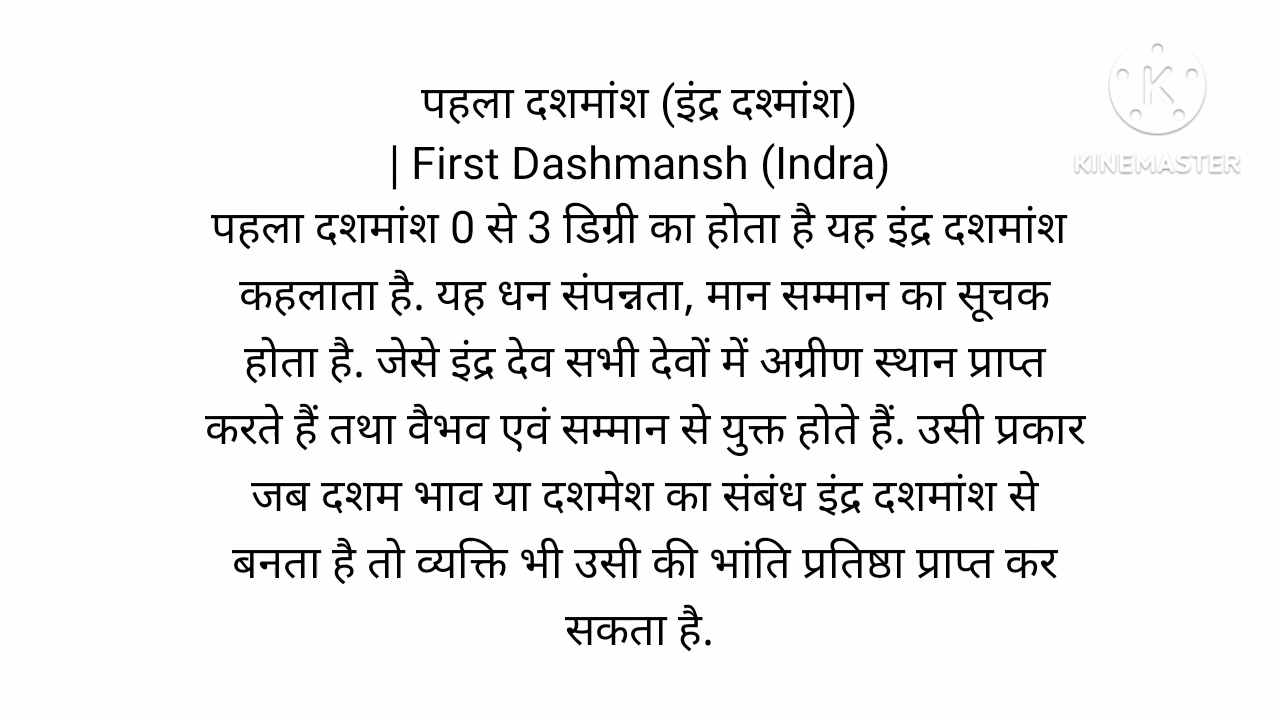 पहला दशमांश (इंद्र दश्मांश)
| First Dashmansh (Indra)
पहला दशमांश 0 से 3 डिग्री का होता है यह इंद्र दशमांश
कहलाता है. यह धन संपन्नता, मान सम्मान का सूचक
होता है. जेसे इंद्र देव सभी देवों में अग्रीण स्थान प्राप्त
करते हैं तथा वैभव एवं सम्मान से युक्त होते हैं. उसी प्रकार
जब दशम भाव या दशमेश का संबंध इंद्र दशमांश से
बनता है तो व्यक्ति भी उसी की भांति प्रतिष्ठा प्राप्त कर
सकता है.
K
KINEMASTER